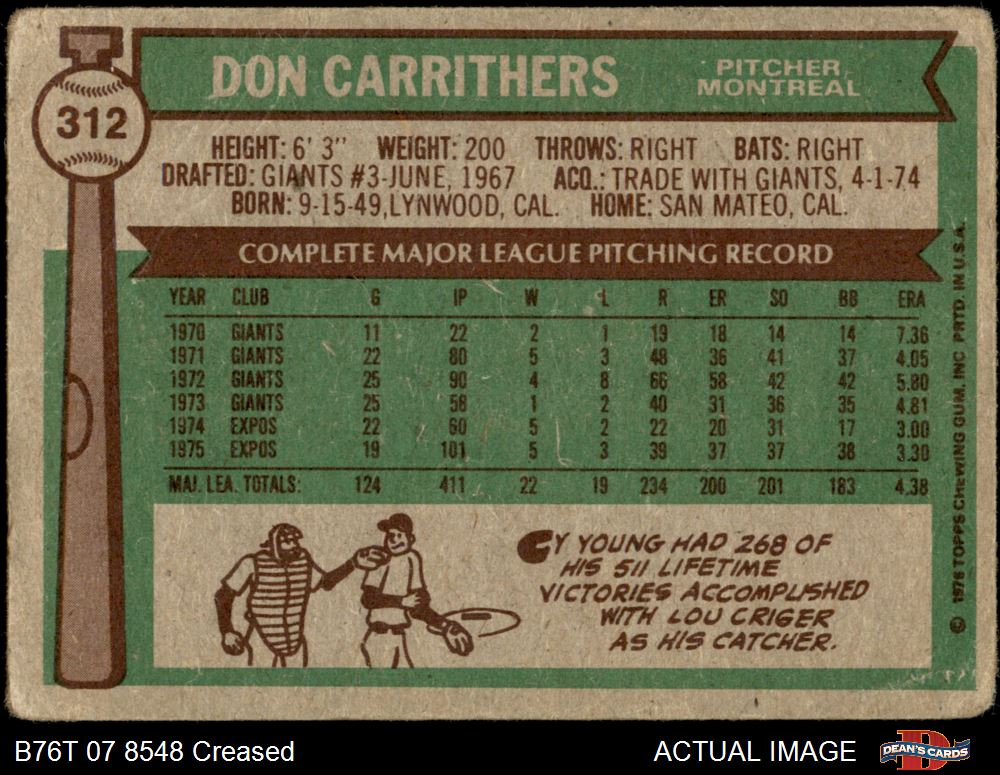 312
DON CARRITHERS
PITCHER
MONTREAL
HEIGHT: 6' 3" WEIGHT: 200 THROWS: RIGHT BATS: RIGHT
DRAFTED: GIANTS #3-JUNE, 1967 ACQ.: TRADE WITH GIANTS, 4-1-74
BORN: 9-15-49, LYNWOOD, CAL. HOME: SAN MATEO, CAL.
COMPLETE MAJOR LEAGUE PITCHING RECORD
YEAR CLUB G IP W L R ER SO BB ERA
1970 GIANTS 11 22 2 1 19 18 14 14 7.36
1971 GIANTS 22 80 5 3 48 36 41 37 4.05
1972 GIANTS 25 90 4 8 66 58 42 42 5.80
1973 GIANTS 25 58 1 2 40 31 36 35 4.81
1974 EXPOS 22 60 5 2 22 20 31 17 3.00
1975 EXPOS 19 101 5 3 39 37 37 38 3.30
MAJ. LEA. TOTALS: 124 411 22 19 234 200 201 183 4.38
CY YOUNG HAD 268 OF
HIS 511 LIFETIME
VICTORIES ACCOMPLISHED
WITH LOU CRIGER
AS HIS CATCHER.
© 1976 TOPPS CHEWING GUM, INC PRTD. IN U.S.A.
B76T 07 8548 Creased
ACTUAL IMAGE
DEAN'S CARDS